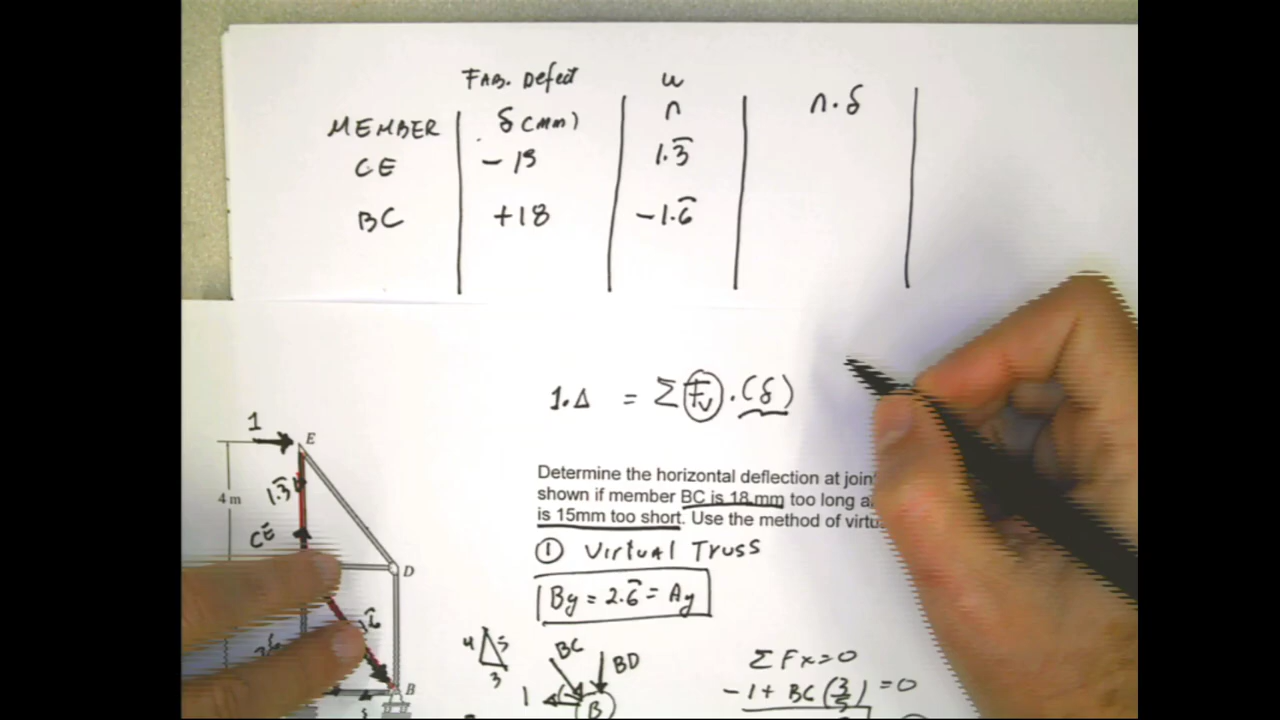 FAB. Defect u
MEMBER δ(mm) n n.δ
CE -15 1.3̅
BC +18 -1.6̅
1.Δ = Σ Fv . (δ)
1
E
4 m
1.3̅
CE
D
B
Determine the horizontal deflection at join
shown if member BC is 18 mm too long a
is 15mm too short. Use the method of virtu
① Virtual Truss
By = 2.6̅ = Ay
4 5 3
BC BD
1 B
ΣFx=0
-1 + BC(3/5) =0